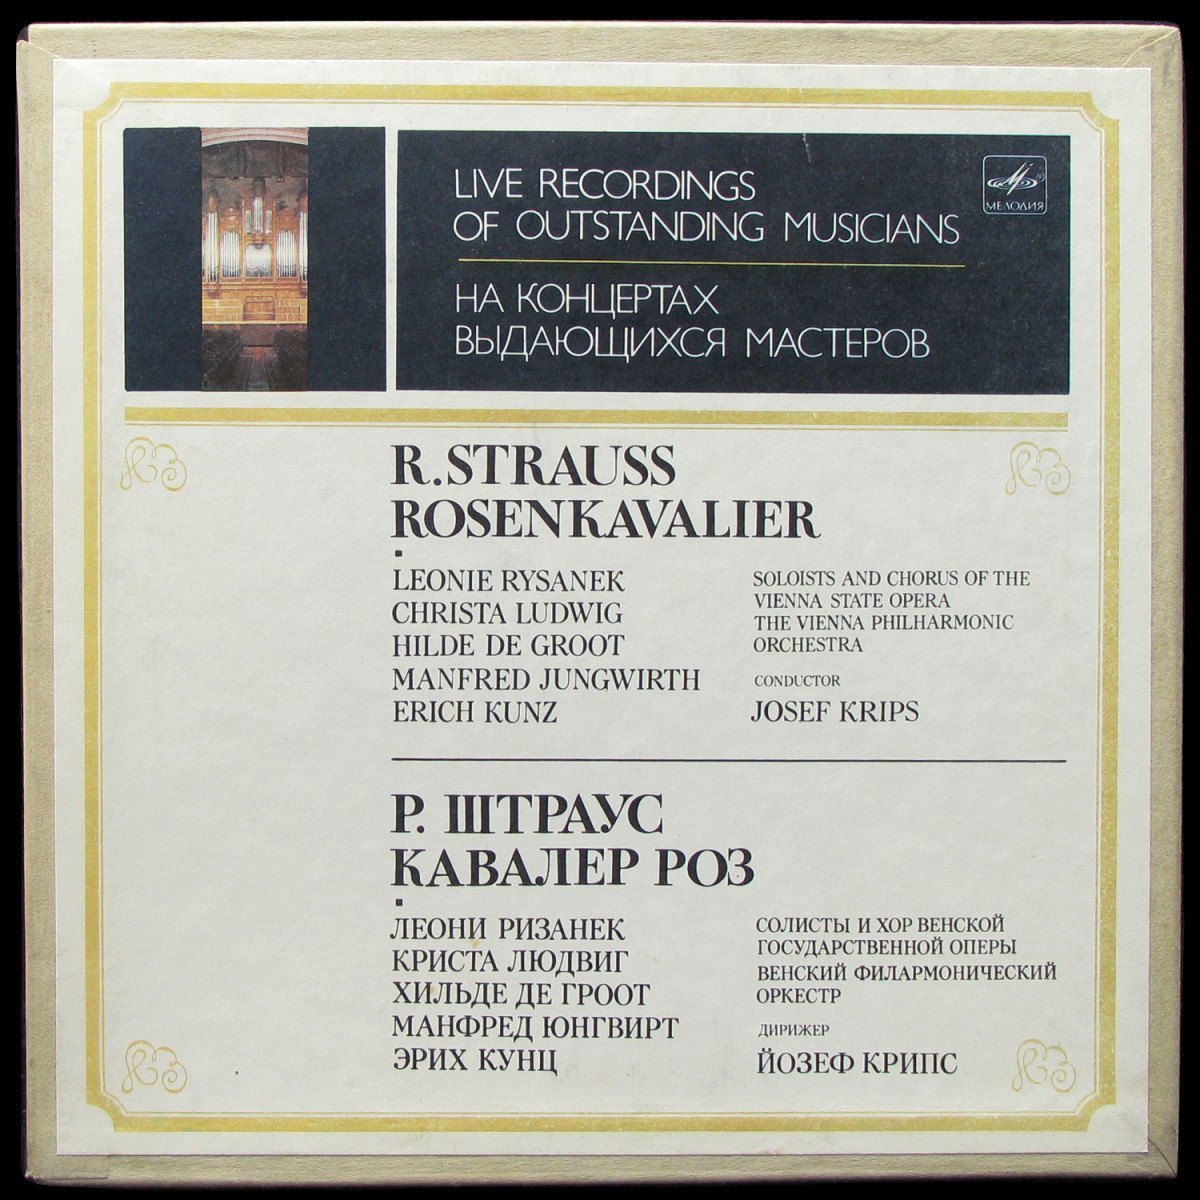 LIVE RECORDINGS
OF OUTSTANDING MUSICIANS
МЕЛОДИЯ
НА КОНЦЕРТАХ
ВЫДАЮЩИХСЯ МАСТЕРОВ
R. STRAUSS
ROSENKAVALIER
LEONIE RYSANEK
CHRISTA LUDWIG
HILDE DE GROOT
MANFRED JUNGWIRTH
ERICH KUNZ
SOLOISTS AND CHORUS OF THE
VIENNA STATE OPERA
THE VIENNA PHILHARMONIC
ORCHESTRA
CONDUCTOR
JOSEF KRIPS
Р. ШТРАУС
КАВАЛЕР РОЗ
ЛЕОНИ РИЗАНЕК
КРИСТА ЛЮДВИГ
ХИЛЬДЕ ДЕ ГРООТ
МАНФРЕД ЮНГВИРТ
ЭРИХ КУНЦ
СОЛИСТЫ И ХОР ВЕНСКОЙ
ГОСУДАРСТВЕННОЙ ОПЕРЫ
ВЕНСКИЙ ФИЛАРМОНИЧЕСКИЙ
ОРКЕСТР
ДИРИЖЕР
ЙОЗЕФ КРИПС